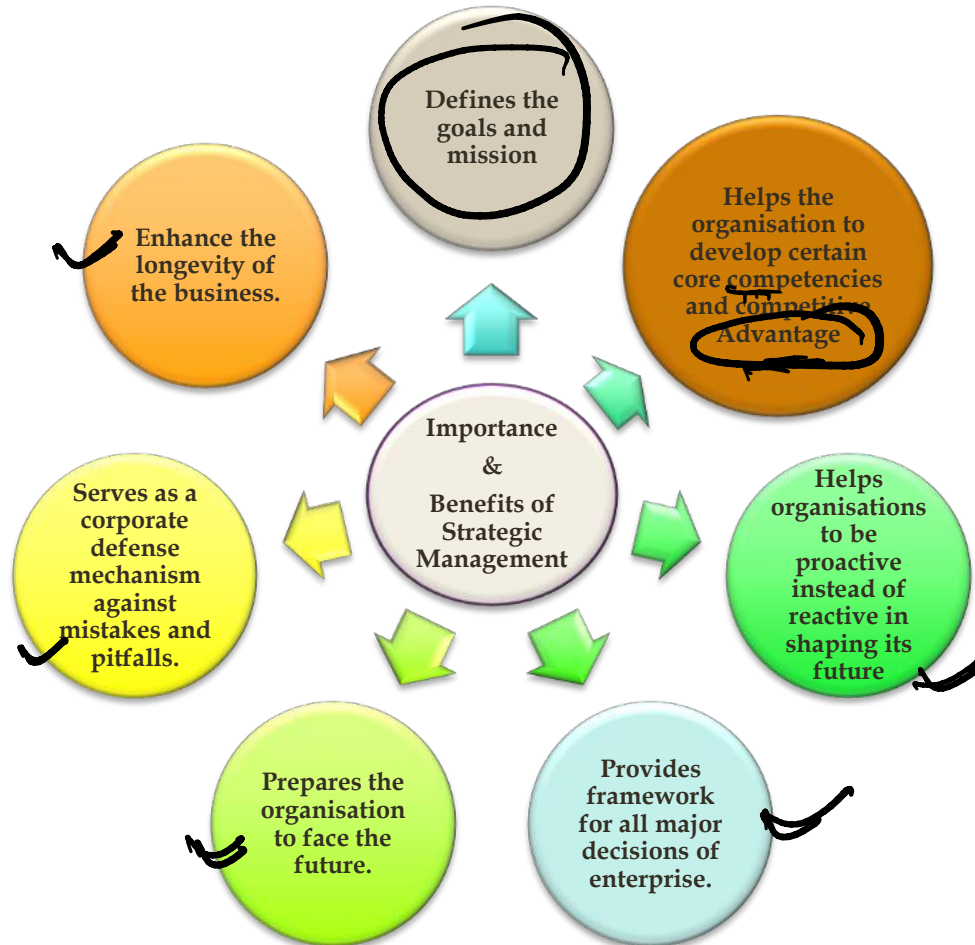 Defines the
goals and
mission
Helps the
organisation to
develop certain
core competencies
and competitive
Advantage
Helps
organisations
to be
proactive
instead of
reactive in
shaping its
future
Provides
framework
for all major
decisions of
enterprise.
Prepares the
organisation
to face the
future.
Serves as a
corporate
defense
mechanism
against
mistakes and
pitfalls.
Enhance the
longevity of
the business.
Importance
&
Benefits of
Strategic
Management